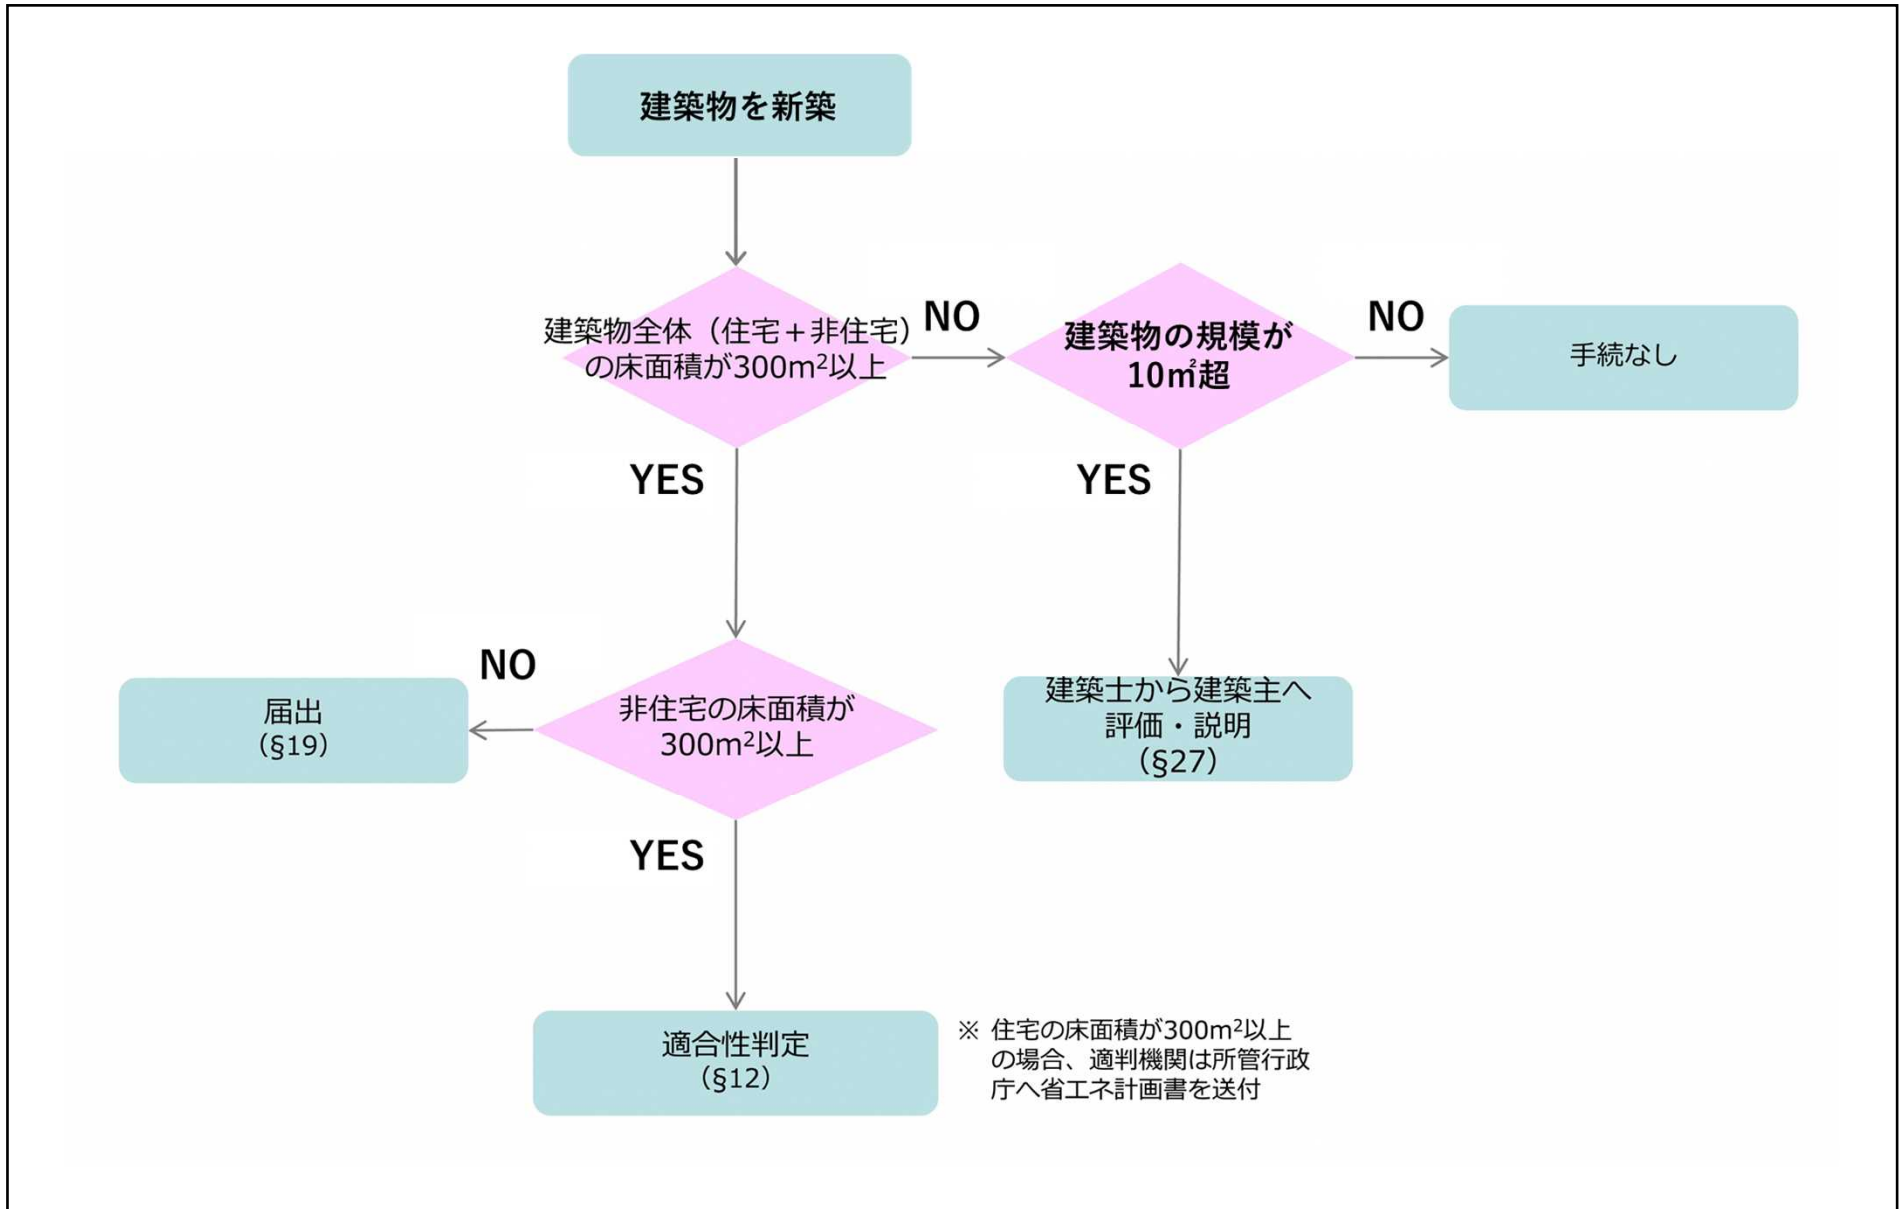 建築物を新築
建築物全体（住宅＋非住宅）
の床面積が300m²以上
NO
建築物の規模が
10㎡超
NO
手続なし
YES
YES
NO
届出
（§19）
非住宅の床面積が
300m²以上
建築士から建築主へ
評価・説明
（§27）
YES
適合性判定
（§12）
※ 住宅の床面積が300m²以上
の場合、適判機関は所管行政
庁へ省エネ計画書を送付